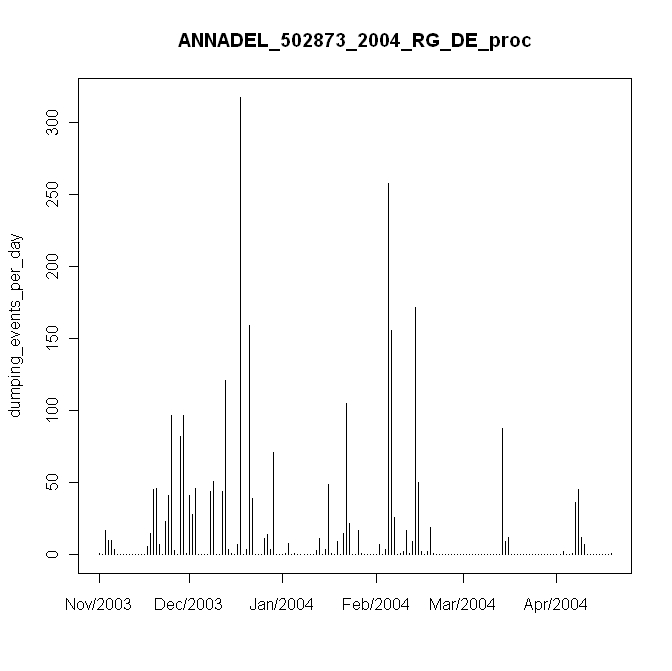 ANNADEL_502873_2004_RG_DE_proc
dumping_events_per_day
300
250
200
150
100
50
0
Nov/2003 Dec/2003 Jan/2004 Feb/2004 Mar/2004 Apr/2004